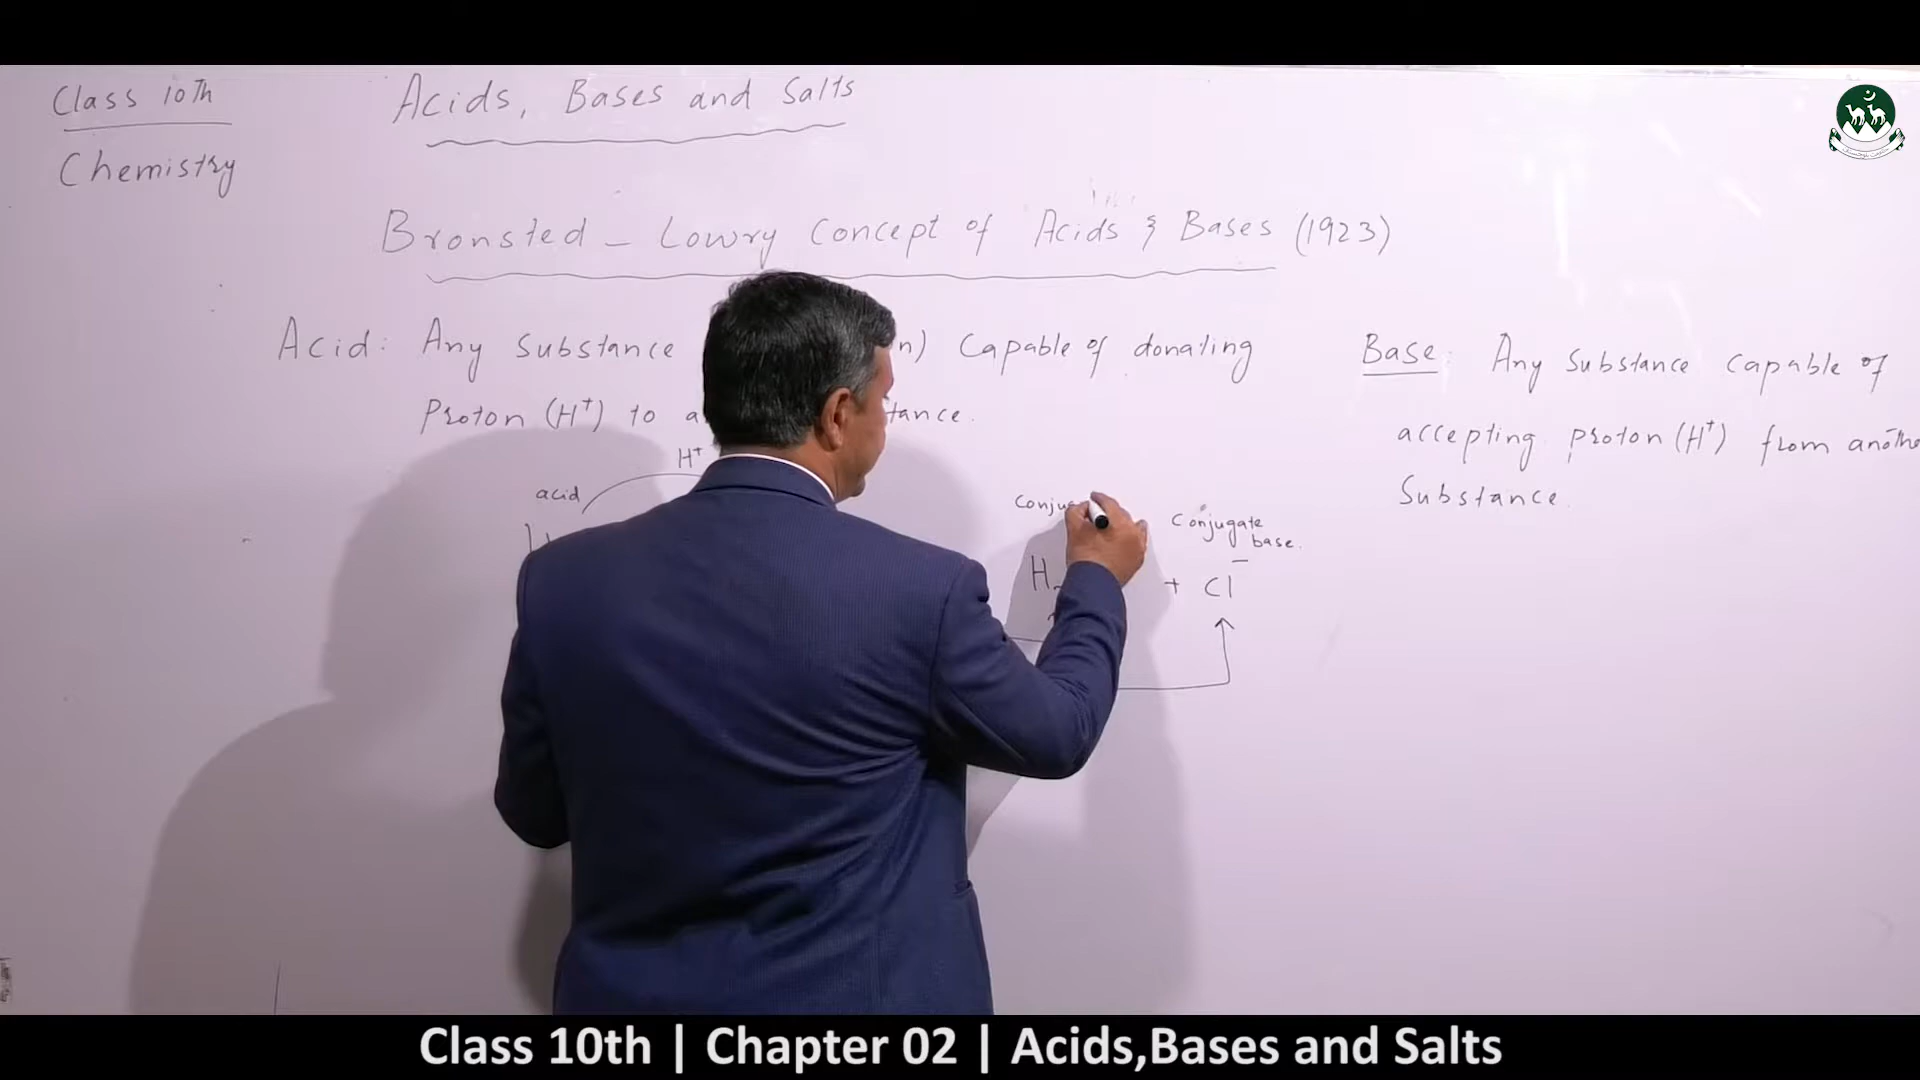 Class 10Th
Chemistry
Acids, Bases and Salts
Bronsted - Lowry Concept of Acids & Bases (1923)
Acid: Any substance n) Capable of donating
Proton (H⁺) to a tance.
Base: Any Substance capable of
accepting proton (H⁺) from anothe
Substance.
H⁺
acid
Conju
Conjugate
base.
H + Cl⁻
Class 10th | Chapter 02 | Acids,Bases and Salts